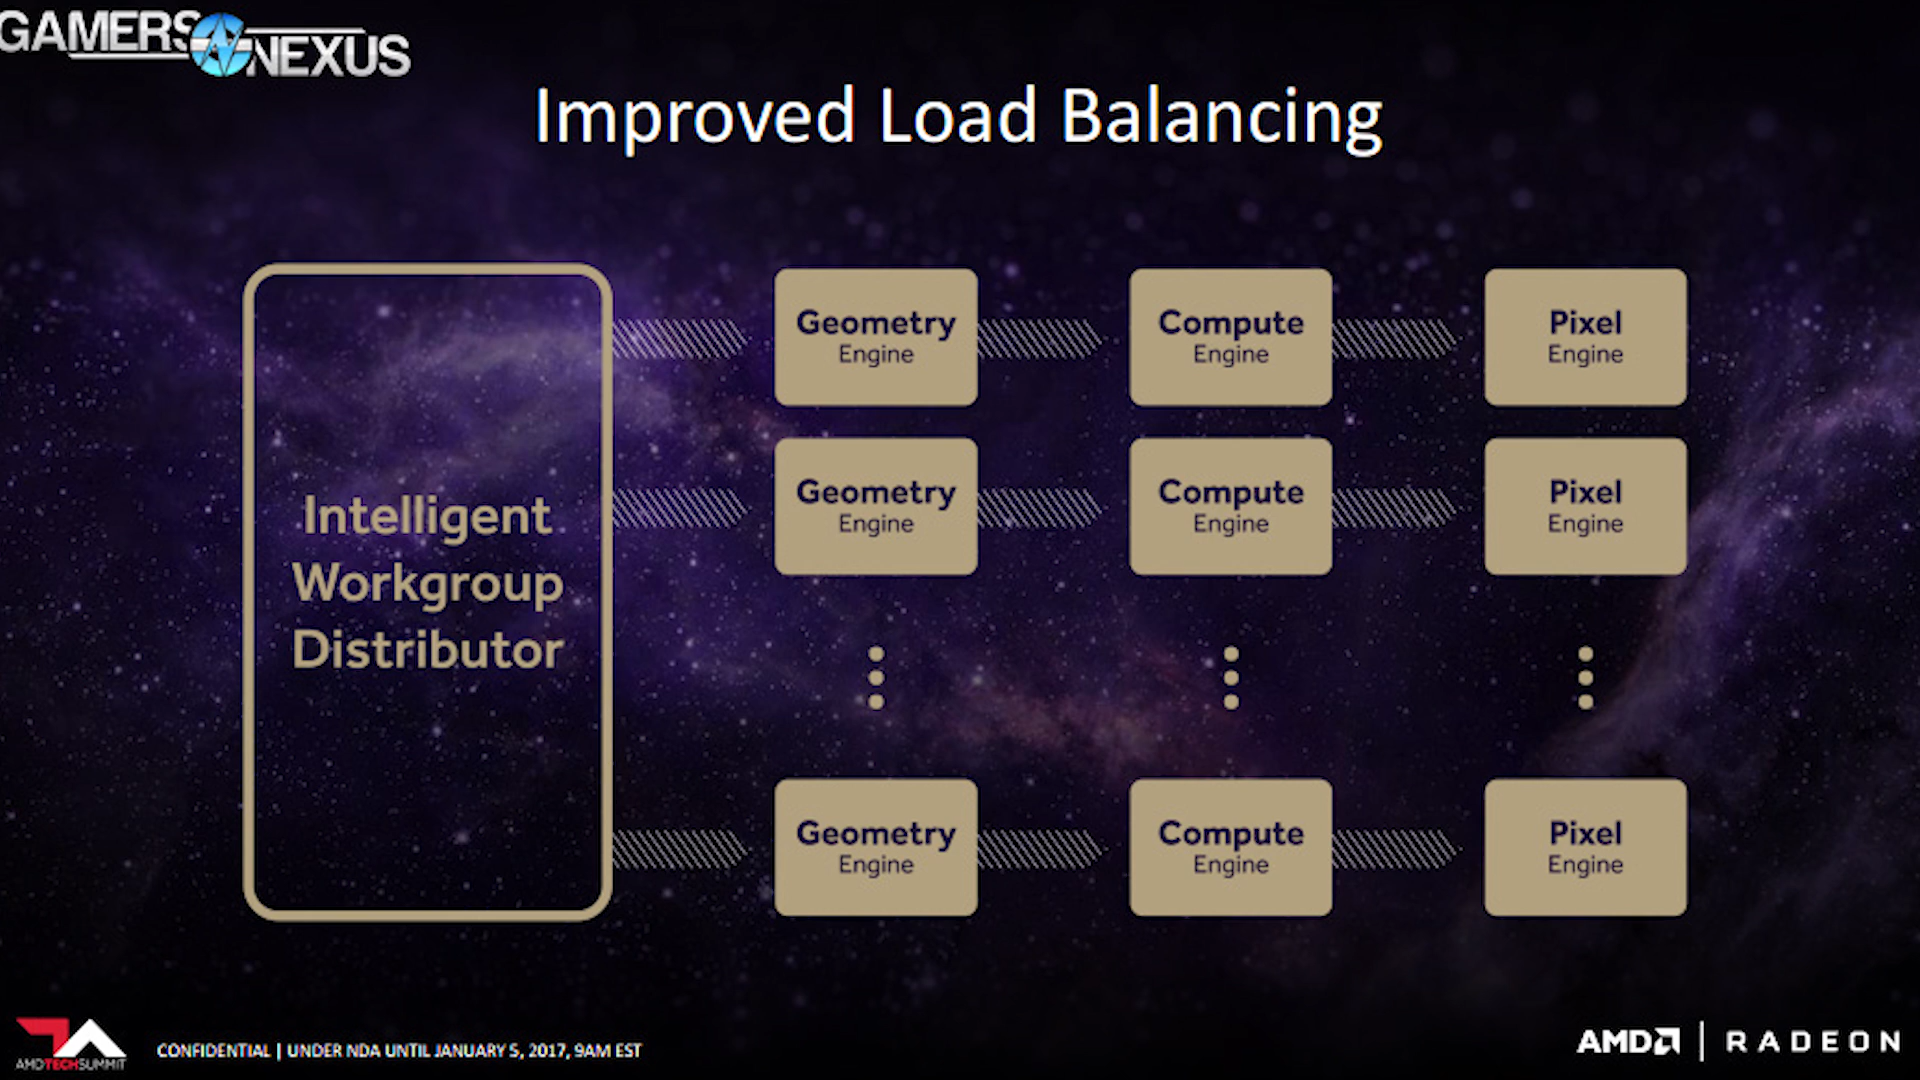 GAMERS NEXUS
Improved Load Balancing
Intelligent
Workgroup
Distributor
Geometry
Engine
Compute
Engine
Pixel
Engine
Geometry
Engine
Compute
Engine
Pixel
Engine
Geometry
Engine
Compute
Engine
Pixel
Engine
AMDTECHSUMMIT
CONFIDENTIAL | UNDER NDA UNTIL JANUARY 5, 2017, 9AM EST
AMD | RADEON